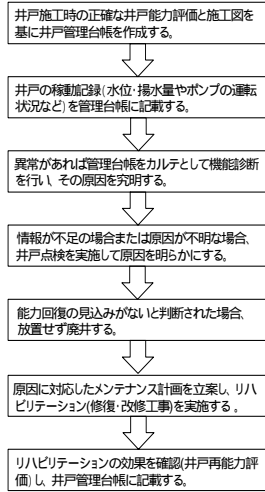 井戸施工時の正確な井戸能力評価と施工図を
基に井戸管理台帳を作成する。
井戸の稼動記録(水位・揚水量やポンプの運転
状況など)を管理台帳に記載する。
異常があれば管理台帳をカルテとして機能診断
を行い、その原因を究明する。
情報が不足の場合または原因が不明な場合、
井戸点検を実施して原因を明らかにする。
能力回復の見込みがないと判断された場合、
放置せず廃井する。
原因に対応したメンテナンス計画を立案し、リハ
ビリテーション(修復・改修工事)を実施する。
リハビリテーションの効果を確認(井戸再能力評
価)し、井戸管理台帳に記載する。